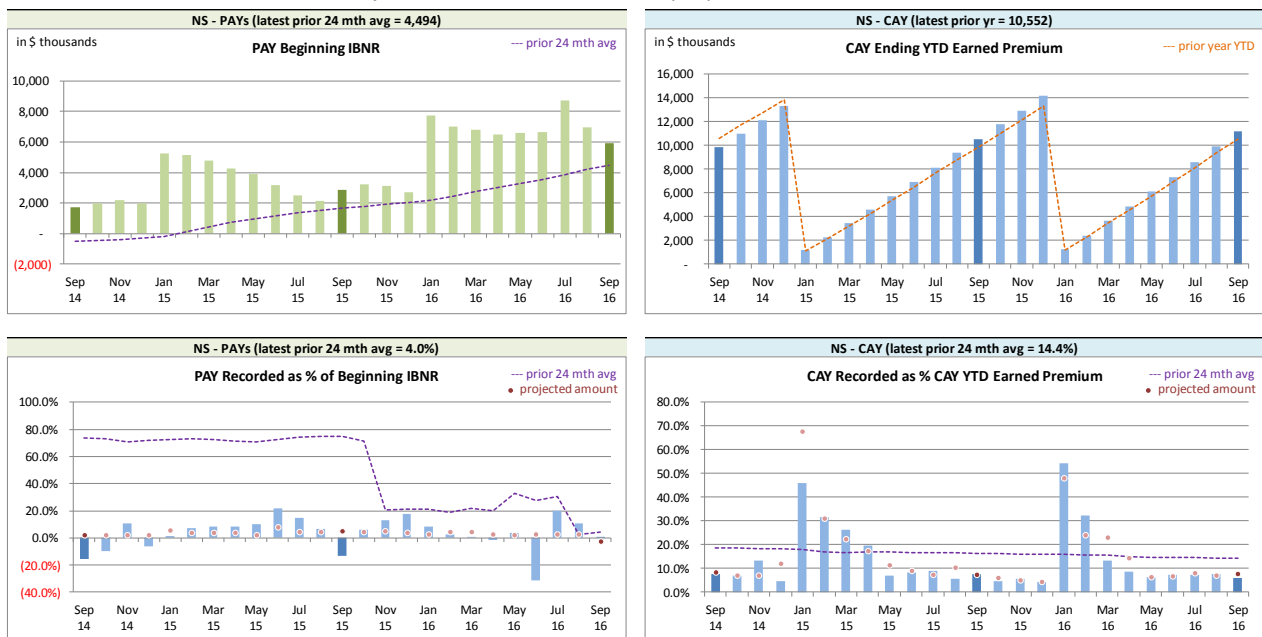 NS - PAYs (latest prior 24 mth avg = 4,494)
in $ thousands
PAY Beginning IBNR
--- prior 24 mth avg
10,000
8,000
6,000
4,000
2,000
-
(2,000)
Sep Nov Jan Mar May Jul Sep Nov Jan Mar May Jul Sep
14 14 15 15 15 15 15 15 16 16 16 16 16
NS - CAY (latest prior yr = 10,552)
in $ thousands
CAY Ending YTD Earned Premium
--- prior year YTD
16,000
14,000
12,000
10,000
8,000
6,000
4,000
2,000
-
Sep Nov Jan Mar May Jul Sep Nov Jan Mar May Jul Sep
14 14 15 15 15 15 15 15 16 16 16 16 16
NS - PAYs (latest prior 24 mth avg = 4.0%)
PAY Recorded as % of Beginning IBNR
--- prior 24 mth avg
• projected amount
100.0%
80.0%
60.0%
40.0%
20.0%
0.0%
(20.0%)
(40.0%)
Sep Nov Jan Mar May Jul Sep Nov Jan Mar May Jul Sep
14 14 15 15 15 15 15 15 16 16 16 16 16
NS - CAY (latest prior 24 mth avg = 14.4%)
CAY Recorded as % CAY YTD Earned Premium
--- prior 24 mth avg
• projected amount
80.0%
70.0%
60.0%
50.0%
40.0%
30.0%
20.0%
10.0%
0.0%
Sep Nov Jan Mar May Jul Sep Nov Jan Mar May Jul Sep
14 14 15 15 15 15 15 15 16 16 16 16 16